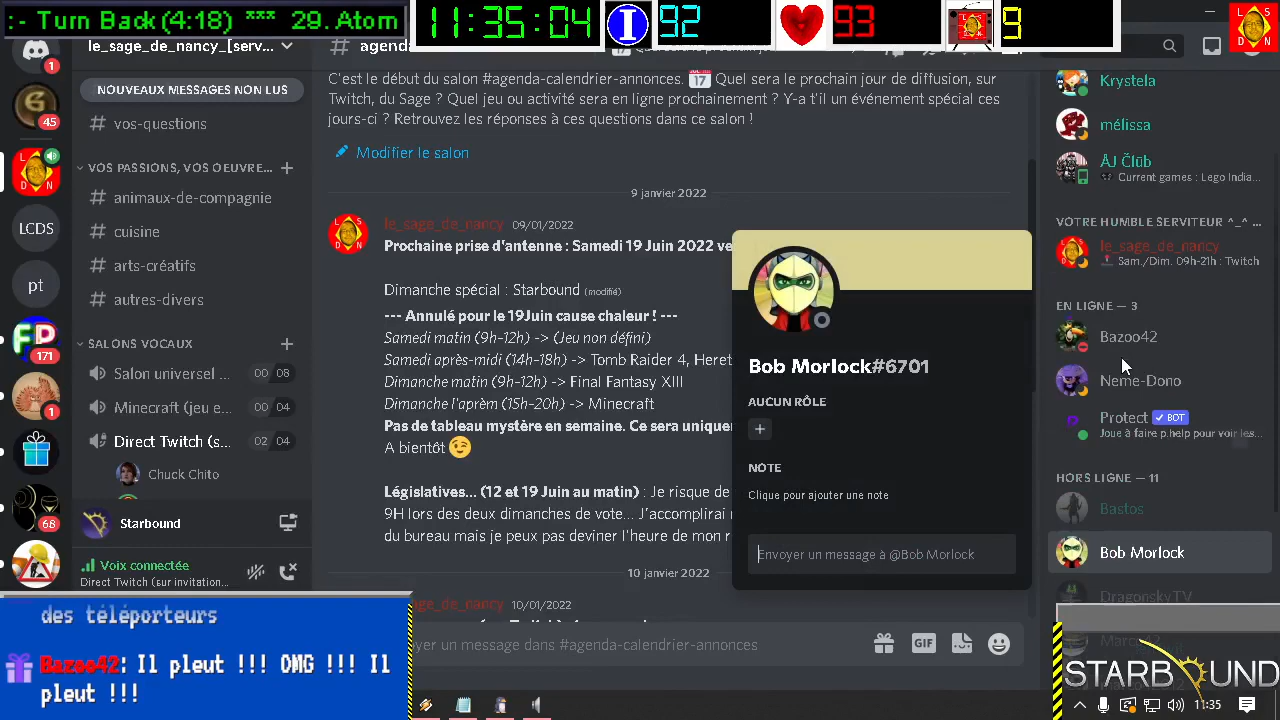 :- Turn Back (4:18) *** 29. Atom
11:35:04
I 92
93
9
L S D N
le_sage_de_nancy_[serv...
# agend
NOUVEAUX MESSAGES NON LUS
# vos-questions
VOS PASSIONS, VOS OEUVRE... +
# animaux-de-compagnie
# cuisine
# arts-créatifs
# autres-divers
SALONS VOCAUX +
Salon universel ... 00 08
Minecraft (jeu e... 00 04
Direct Twitch (s... 02 04
Chuck Chito
Starbound
Voix connectée
Direct Twitch (sur invitation...
1
45
LCDS
pt
FP
171
1
68
C'est le début du salon #agenda-calendrier-annonces. 17 Quel sera le prochain jour de diffusion, sur
Twitch, du Sage ? Quel jeu ou activité sera en ligne prochainement ? Y-a t'il un événement spécial ces
jours-ci ? Retrouvez les réponses à ces questions dans ce salon !
Modifier le salon
9 janvier 2022
le_sage_de_nancy 09/01/2022
Prochaine prise d'antenne : Samedi 19 Juin 2022 ve
Dimanche spécial : Starbound (modifié)
--- Annulé pour le 19Juin cause chaleur ! ---
Samedi matin (9h-12h) -> (Jeu non défini)
Samedi après-midi (14h-18h) -> Tomb Raider 4, Heret
Dimanche matin (9h-12h) -> Final Fantasy XIII
Dimanche l'aprèm (15h-20h) -> Minecraft
Pas de tableau mystère en semaine. Ce sera unique
A bientôt
Législatives... (12 et 19 Juin au matin) : Je risque de
9H lors des deux dimanches de vote... J'accomplirai
du bureau mais je peux pas deviner l'heure de mon r
10 janvier 2022
age_de_nancy 10/01/2022
yer un message dans #agenda-calendrier-annonces
GIF
Bob Morlock#6701
AUCUN RÔLE
+
NOTE
Clique pour ajouter une note
Envoyer un message à @Bob Morlock
Krystela
mélissa
ÂJ Člūb
Current games : Lego India...
VOTRE HUMBLE SERVITEUR ^_^ ...
le_sage_de_nancy
Sam./Dim. 09h-21h : Twitch
EN LIGNE — 3
Bazoo42
Neme-Dono
Protect BOT
Joue à faire p.help pour voir les...
HORS LIGNE — 11
Bastos
Bob Morlock
DragonskyTV
des téléporteurs
Bazoo42: Il pleut !!! OMG !!! Il
pleut !!!
STARBOUND
11:35